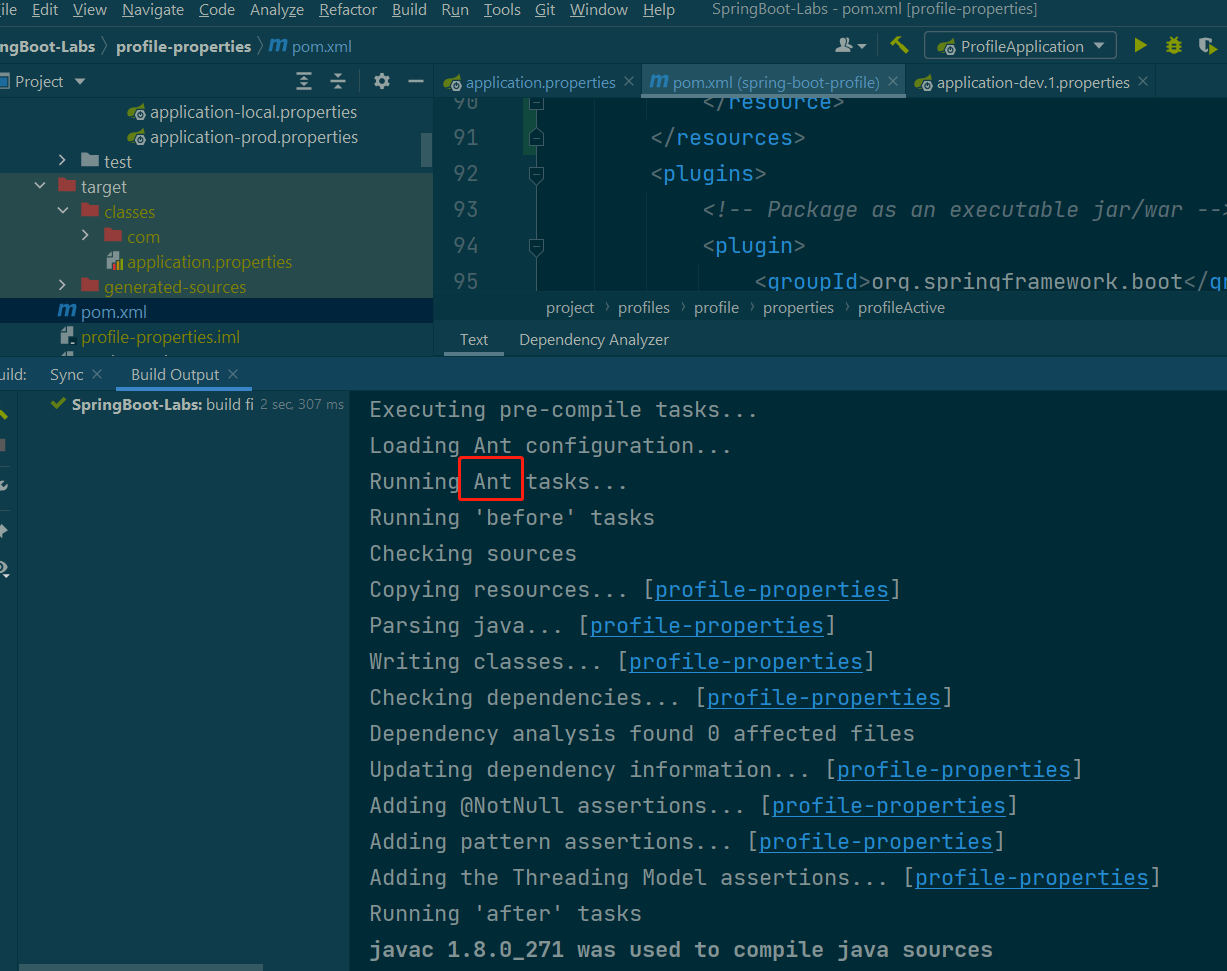 ile Edit View Navigate Code Analyze Refactor Build Run Tools Git Window Help SpringBoot-Labs - pom.xml [profile-properties]
ngBoot-Labs profile-properties m pom.xml ProfileApplication
Project
application.properties
pom.xml (spring-boot-profile)
application-dev.1.properties
application-local.properties
application-prod.properties
test
target
classes
com
application.properties
generated-sources
pom.xml
profile-properties.iml
90 </resource>
91 </resources>
92 <plugins>
93 <!-- Package as an executable jar/war --
94 <plugin>
95 <groupId>org.springframework.boot</gr
project profiles profile properties profileActive
Text Dependency Analyzer
uild: Sync Build Output
SpringBoot-Labs: build fi 2 sec, 307 ms
Executing pre-compile tasks...
Loading Ant configuration...
Running Ant tasks...
Running 'before' tasks
Checking sources
Copying resources... [profile-properties]
Parsing java... [profile-properties]
Writing classes... [profile-properties]
Checking dependencies... [profile-properties]
Dependency analysis found 0 affected files
Updating dependency information... [profile-properties]
Adding @NotNull assertions... [profile-properties]
Adding pattern assertions... [profile-properties]
Adding the Threading Model assertions... [profile-properties]
Running 'after' tasks
javac 1.8.0_271 was used to compile java sources